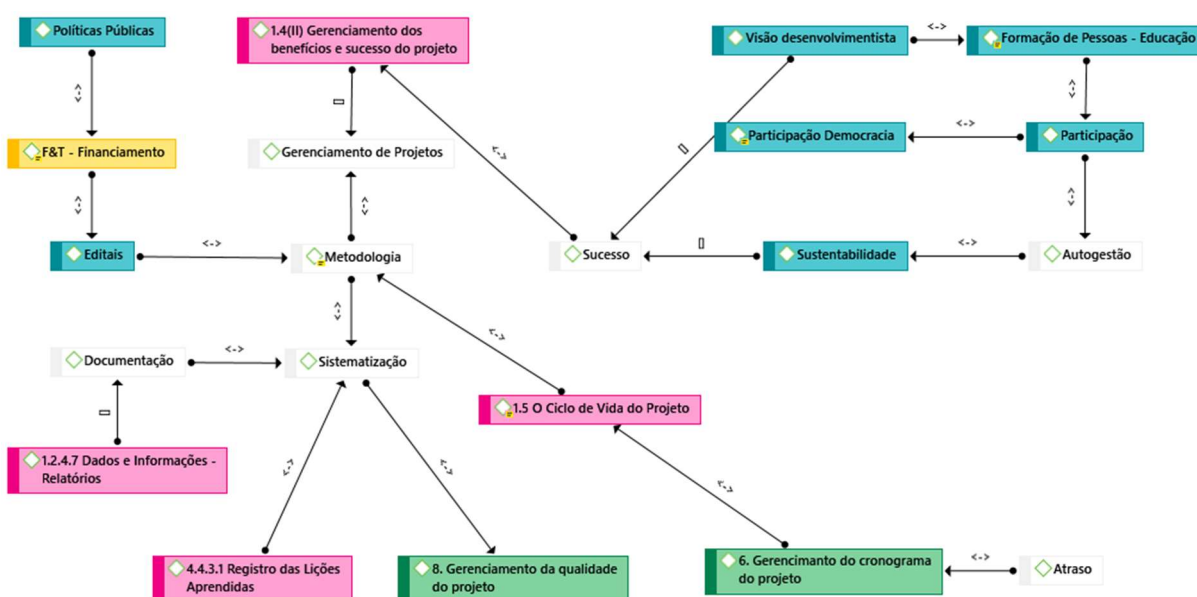 Políticas Públicas
1.4(II) Gerenciamento dos
benefícios e sucesso do projeto
Visão desenvolvimentista
<->
Formação de Pessoas - Educação
<->
[]
<->
F&T - Financiamento
Gerenciamento de Projetos
<->
[]
Participação Democracia
<->
Participação
<->
<->
<->
Editais
<->
Metodologia
Sucesso
[]
Sustentabilidade
<->
Autogestão
<->
<->
Documentação
<->
Sistematização
[]
1.5 O Ciclo de Vida do Projeto
1.2.4.7 Dados e Informações -
Relatórios
<->
<->
<->
4.4.3.1 Registro das Lições
Aprendidas
8. Gerenciamento da qualidade
do projeto
6. Gerencimanto do cronograma
do projeto
<->
Atraso